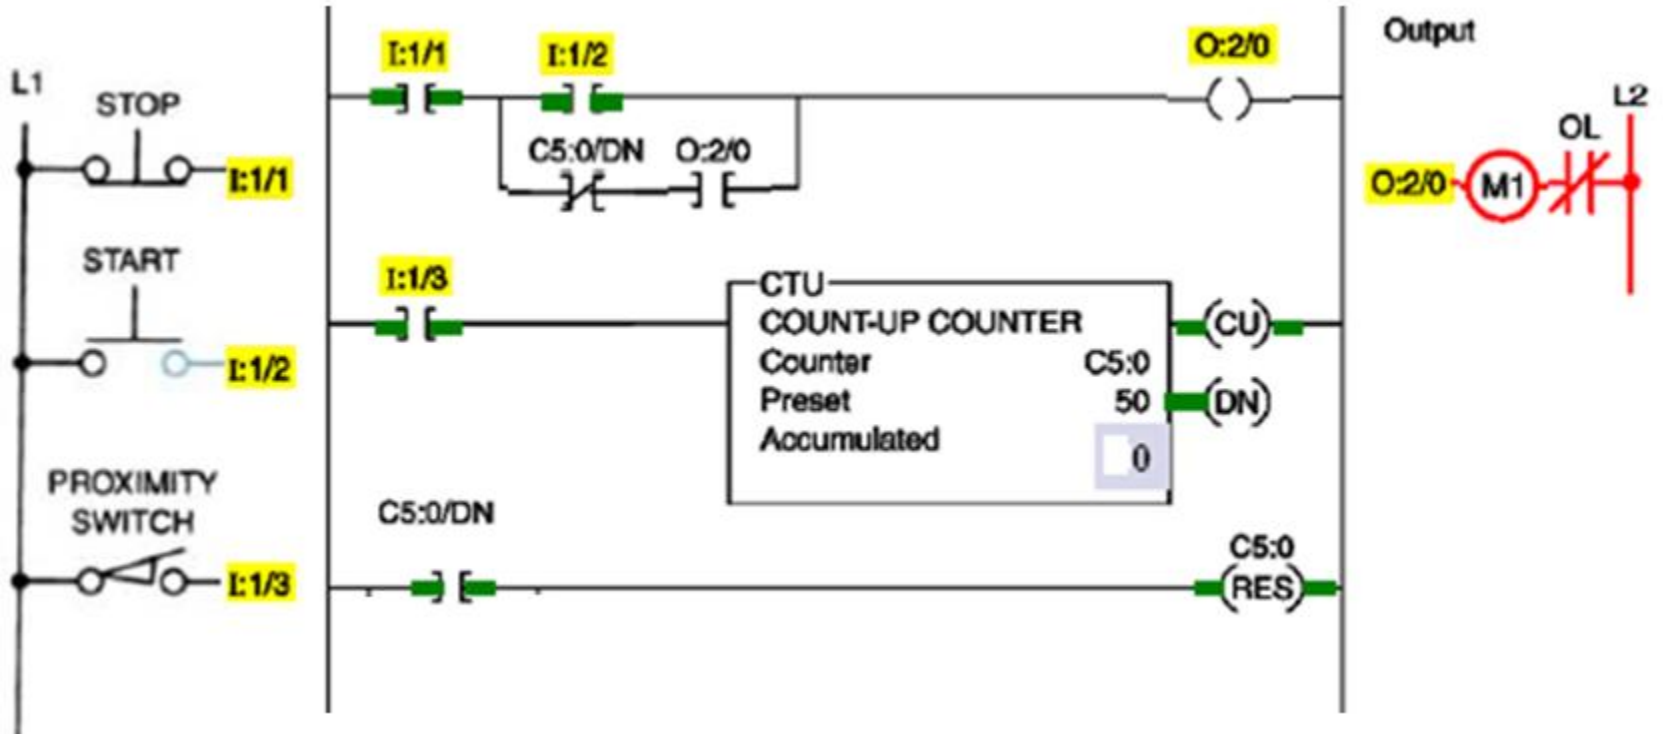 L1
STOP
I:1/1
START
I:1/2
PROXIMITY
SWITCH
I:1/3
I:1/1 I:1/2 O:2/0
C5:0/DN O:2/0
I:1/3
CTU
COUNT-UP COUNTER
Counter C5:0
Preset 50
Accumulated 0
CU
DN
C5:0/DN
C5:0
RES
Output
L2
OL
O:2/0 M1